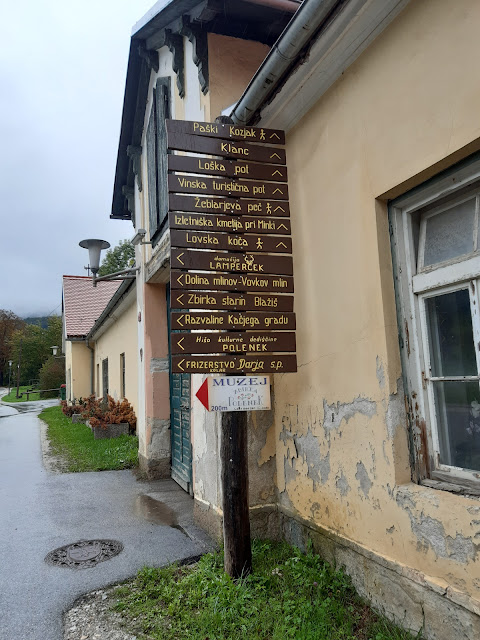 Paški Kozjak
Klanc
Loška pot
Vinska turistična pot
Žeblarjeva peč
Izletniška kmetija pri Minki
Lovska koča
domačija
LAMPERČEK
Dolina mlinov-Vovkov mlin
Zbirka starin Blažiš
Razvaline Kačjega gradu
Hiša kulturne dediščine
POLENEK
FRIZERSTVO Darja s.p.
MUZEJ
200m